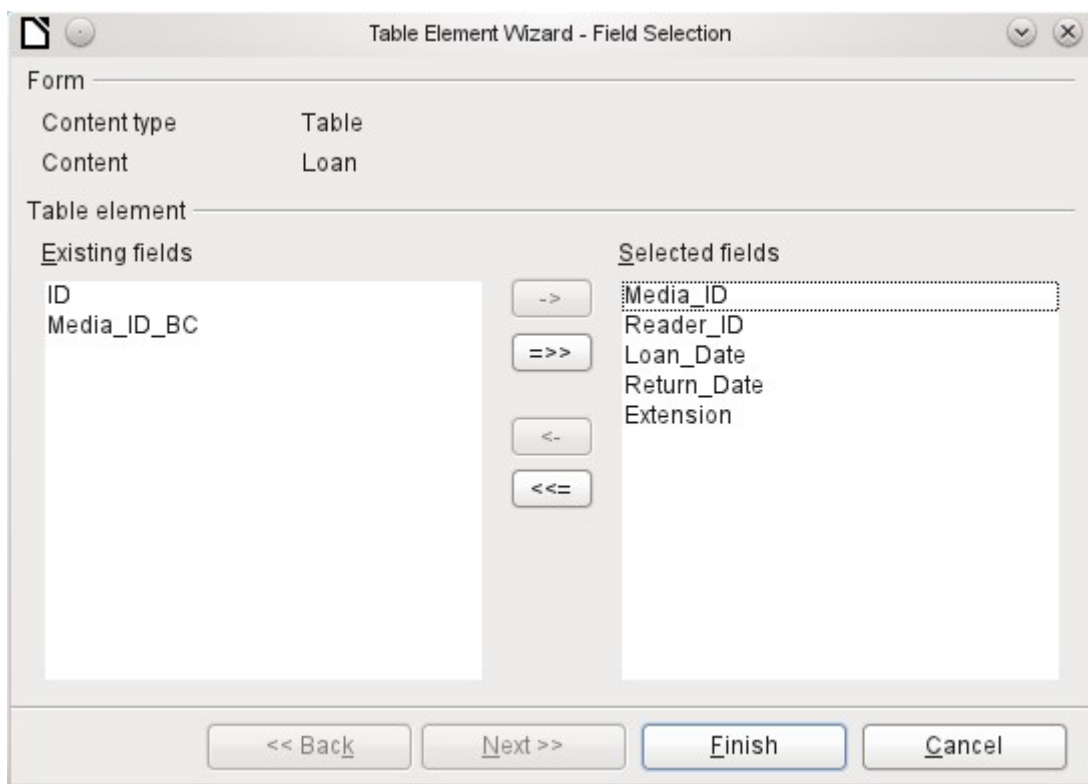 Table Element Wizard - Field Selection
Form
Content type Table
Content Loan
Table element
Existing fields
ID
Media_ID_BC
->
=>>
<-
<<=
Selected fields
Media_ID
Reader_ID
Loan_Date
Return_Date
Extension
<< Back Next >> Finish Cancel